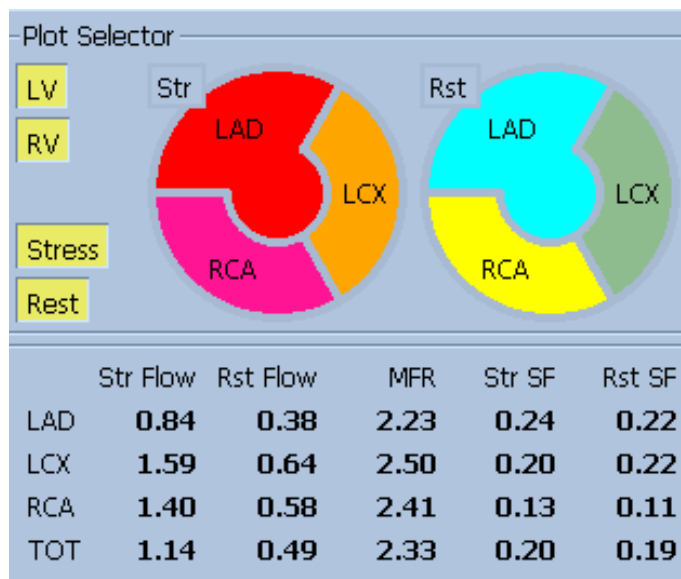 Plot Selector
LV
RV
Stress
Rest
Str
LAD
LCX
RCA
Rst
LAD
LCX
RCA
Str Flow Rst Flow MFR Str SF Rst SF
LAD 0.84 0.38 2.23 0.24 0.22
LCX 1.59 0.64 2.50 0.20 0.22
RCA 1.40 0.58 2.41 0.13 0.11
TOT 1.14 0.49 2.33 0.20 0.19